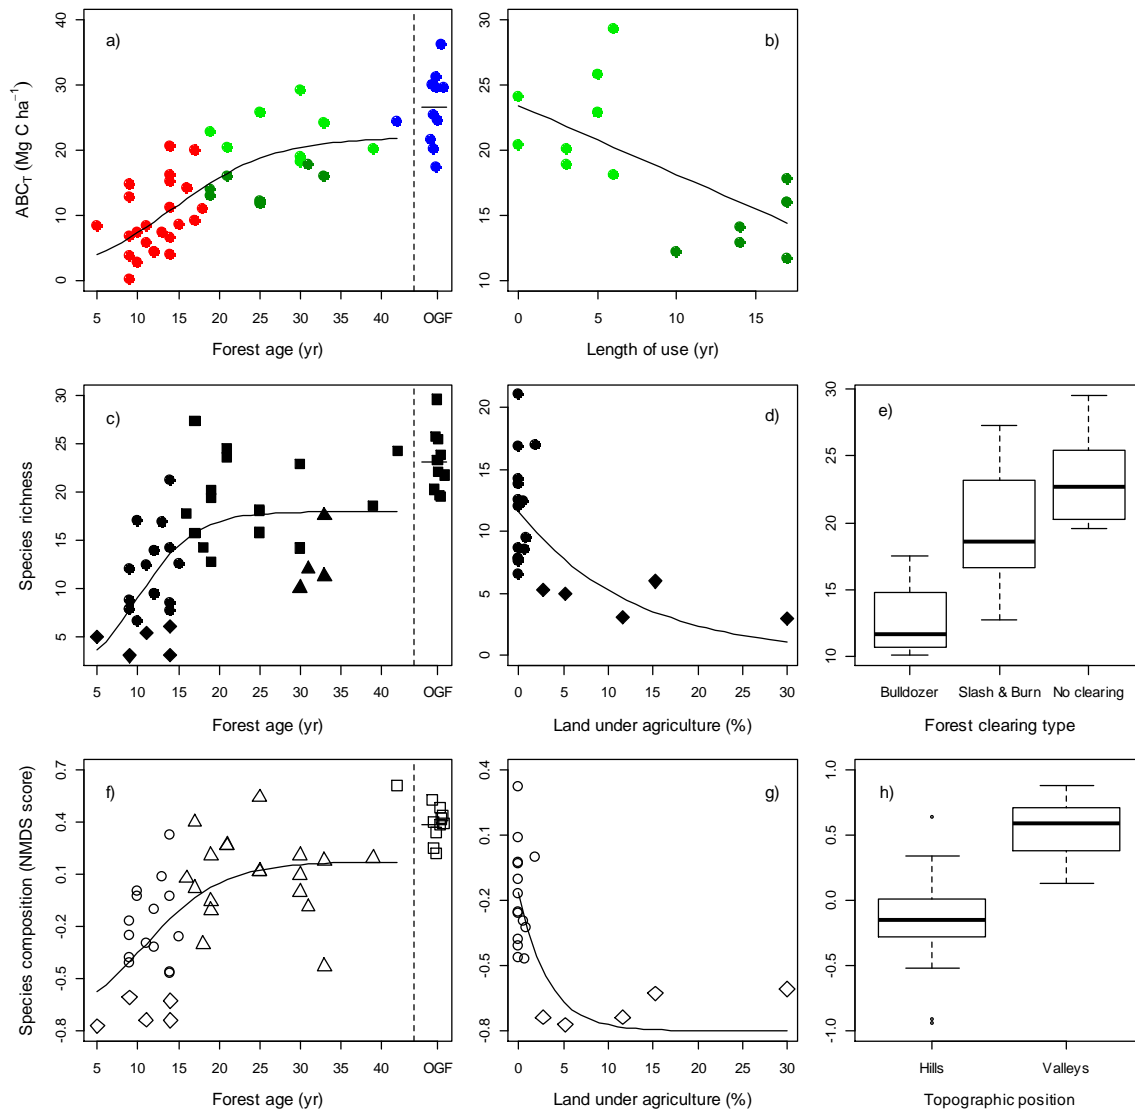 a)
40
30
20
10
0
ABC_T (Mg C ha⁻¹)
5 10 15 20 25 30 35 40 OGF
Forest age (yr)
b)
30
25
20
15
10
0 5 10 15
Length of use (yr)
c)
30
25
20
15
10
5
Species richness
5 10 15 20 25 30 35 40 OGF
Forest age (yr)
d)
20
15
10
5
0
0 5 10 15 20 25 30
Land under agriculture (%)
e)
30
25
20
15
10
Bulldozer Slash & Burn No clearing
Forest clearing type
f)
0.7
0.4
0.1
-0.2
-0.5
-0.8
Species composition (NMDS score)
5 10 15 20 25 30 35 40 OGF
Forest age (yr)
g)
0.4
0.1
-0.2
-0.5
-0.8
0 5 10 15 20 25 30
Land under agriculture (%)
h)
1.0
0.5
0.0
-0.5
-1.0
Hills Valleys
Topographic position